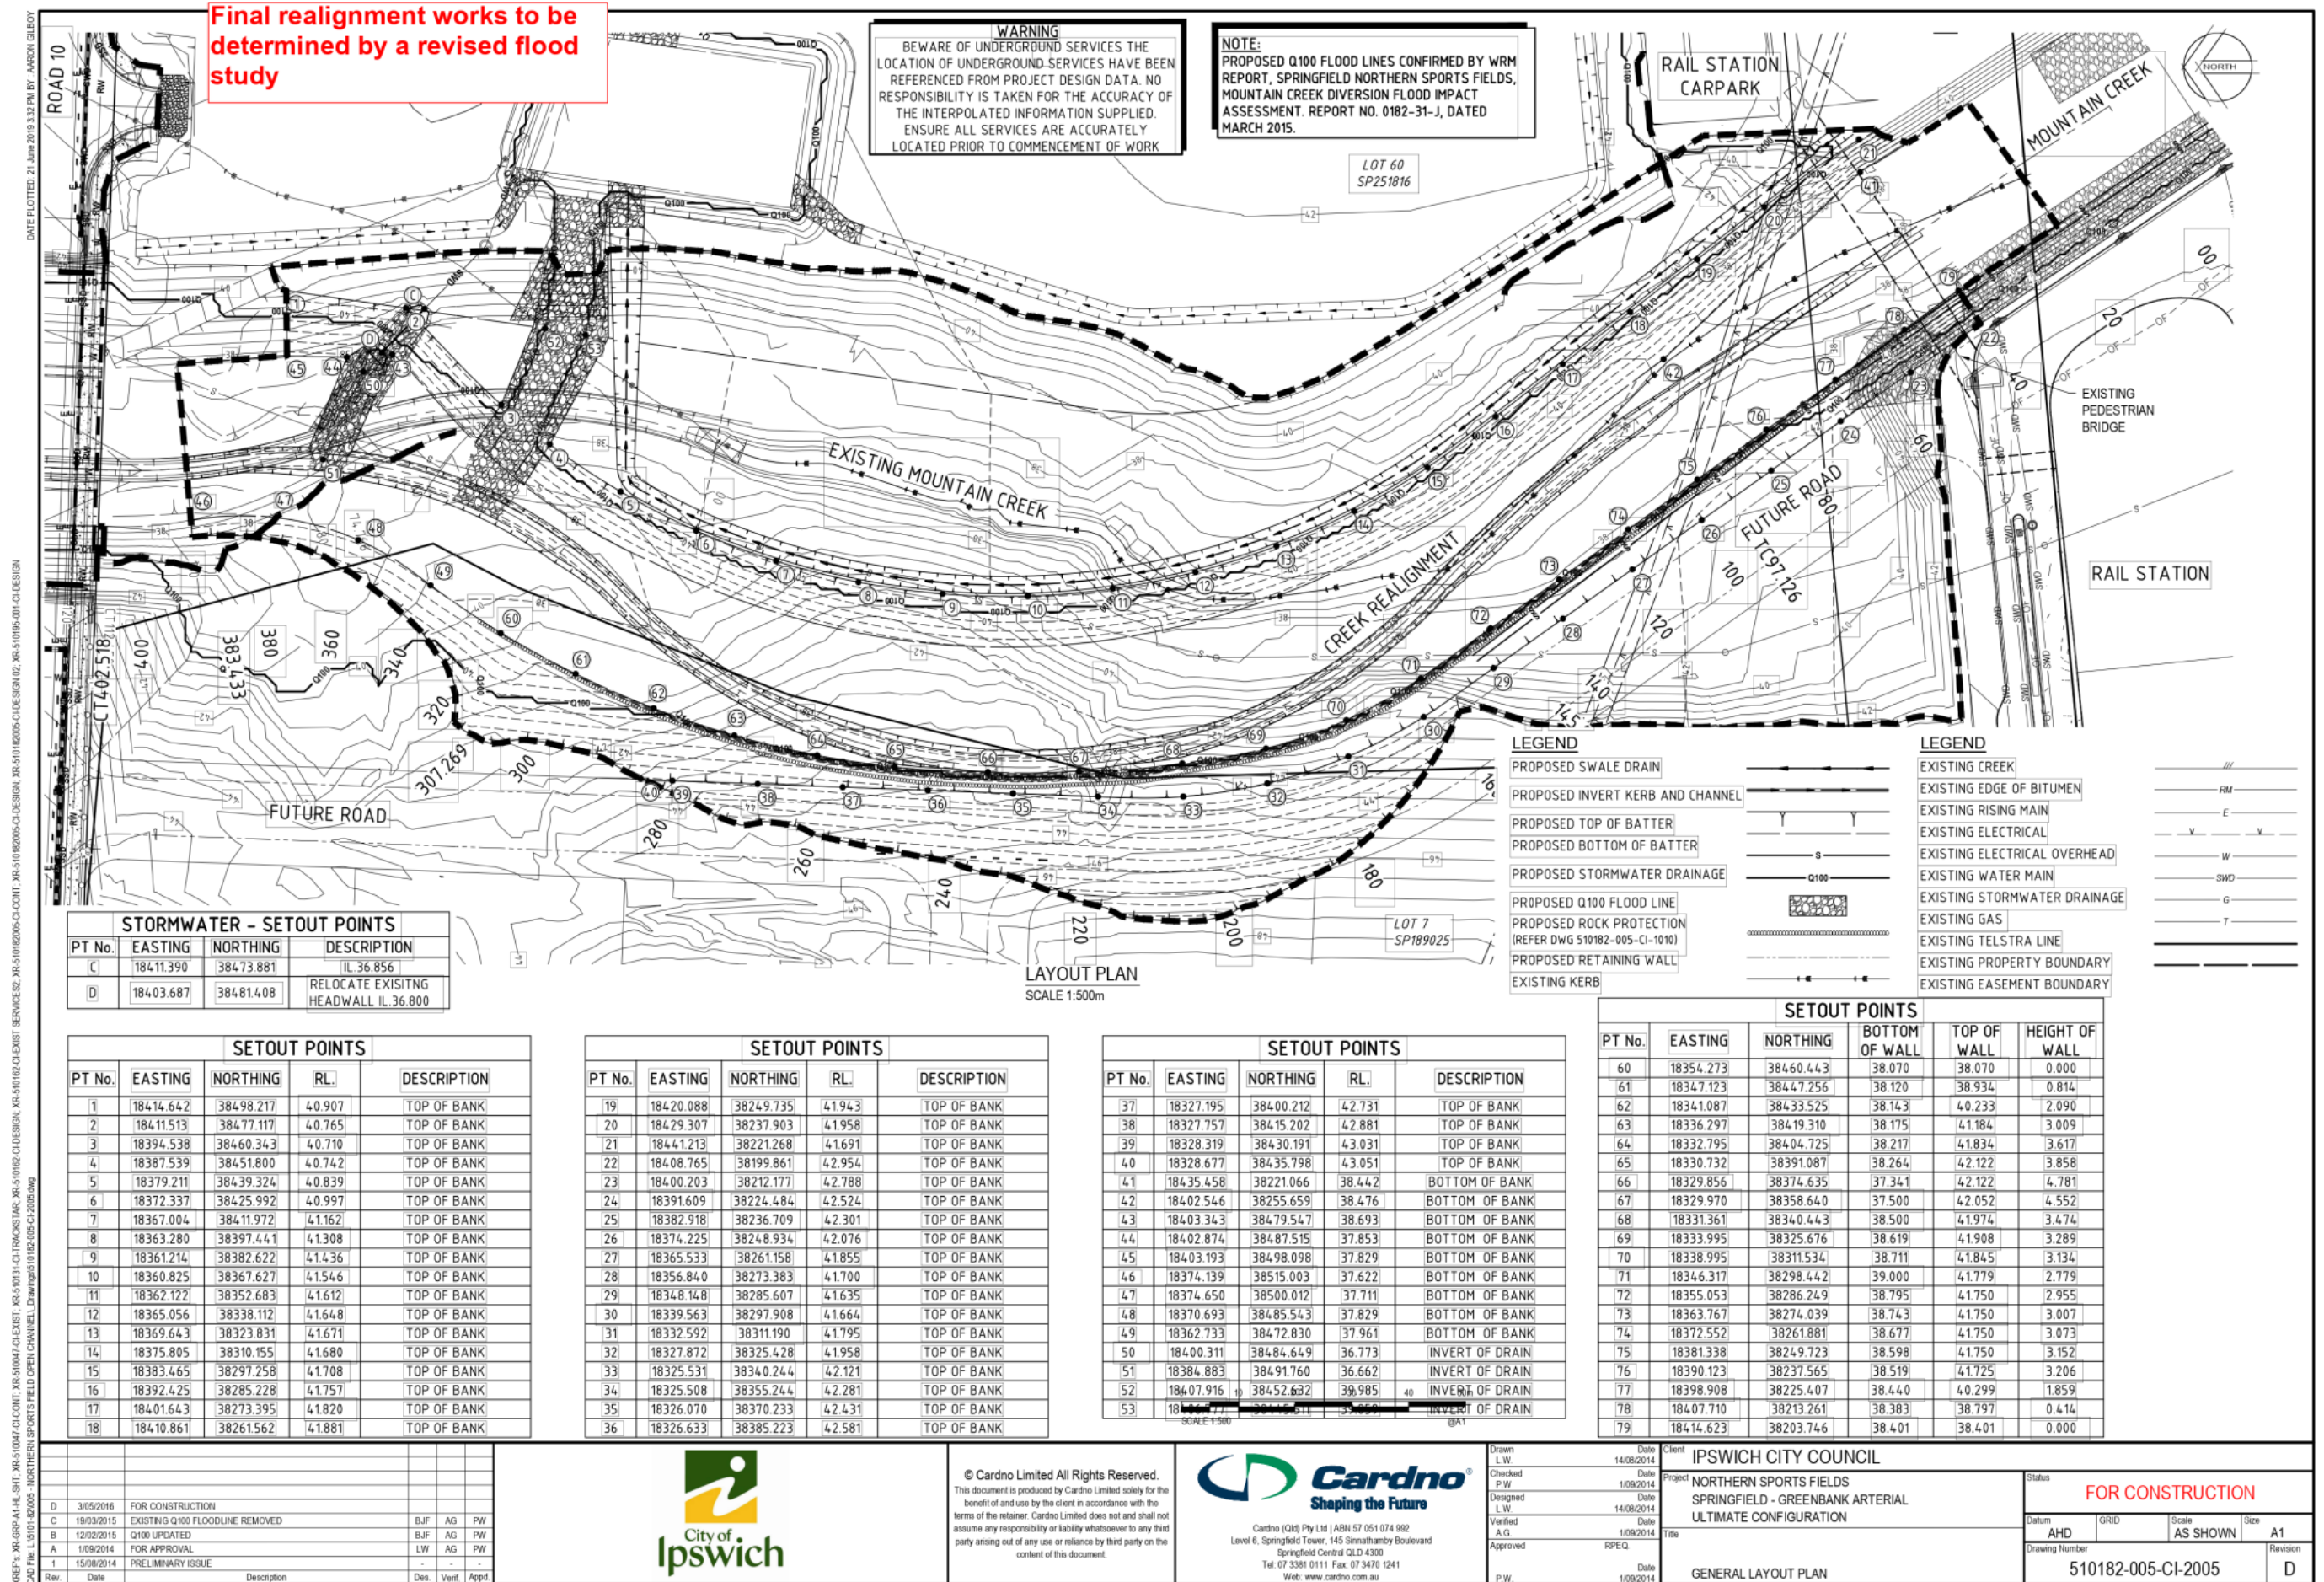 Final realignment works to be
determined by a revised flood
study
WARNING
BEWARE OF UNDERGROUND SERVICES THE
LOCATION OF UNDERGROUND SERVICES HAVE BEEN
REFERENCED FROM PROJECT DESIGN DATA. NO
RESPONSIBILITY IS TAKEN FOR THE ACCURACY OF
THE INTERPOLATED INFORMATION SUPPLIED.
ENSURE ALL SERVICES ARE ACCURATELY
LOCATED PRIOR TO COMMENCEMENT OF WORK
NOTE:
PROPOSED Q100 FLOOD LINES CONFIRMED BY WRM
REPORT, SPRINGFIELD NORTHERN SPORTS FIELDS,
MOUNTAIN CREEK DIVERSION FLOOD IMPACT
ASSESSMENT. REPORT NO. 0182-31-J, DATED
MARCH 2015.
RAIL STATION
CARPARK
NORTH
MOUNTAIN CREEK
ROAD 10
LOT 60
SP251816
EXISTING MOUNTAIN CREEK
CREEK REALIGNMENT
FUTURE ROAD
TC97.126
EXISTING
PEDESTRIAN
BRIDGE
RAIL STATION
CT402.518
400
383.433
380
360
340
320
307.269
300
280
260
240
220
200
180
145
140
120
100
80
60
40
20
00
FUTURE ROAD
LOT 7
SP189025
LAYOUT PLAN
SCALE 1:500m
LEGEND
PROPOSED SWALE DRAIN
PROPOSED INVERT KERB AND CHANNEL
PROPOSED TOP OF BATTER
PROPOSED BOTTOM OF BATTER
PROPOSED STORMWATER DRAINAGE
PROPOSED Q100 FLOOD LINE
PROPOSED ROCK PROTECTION
(REFER DWG 510182-005-CI-1010)
PROPOSED RETAINING WALL
EXISTING KERB
S
Q100
LEGEND
EXISTING CREEK
EXISTING EDGE OF BITUMEN
EXISTING RISING MAIN
EXISTING ELECTRICAL
EXISTING ELECTRICAL OVERHEAD
EXISTING WATER MAIN
EXISTING STORMWATER DRAINAGE
EXISTING GAS
EXISTING TELSTRA LINE
EXISTING PROPERTY BOUNDARY
EXISTING EASEMENT BOUNDARY
RM
E
V V
W
SWD
G
T
STORMWATER - SETOUT POINTS
PT No. EASTING NORTHING DESCRIPTION
C 18411.390 38473.881 IL.36.856
D 18403.687 38481.408 RELOCATE EXISITNG
HEADWALL IL.36.800
SETOUT POINTS
PT No. EASTING NORTHING RL. DESCRIPTION
1 18414.642 38498.217 40.907 TOP OF BANK
2 18411.513 38477.117 40.765 TOP OF BANK
3 18394.538 38460.343 40.710 TOP OF BANK
4 18387.539 38451.800 40.742 TOP OF BANK
5 18379.211 38439.324 40.839 TOP OF BANK
6 18372.337 38425.992 40.997 TOP OF BANK
7 18367.004 38411.972 41.162 TOP OF BANK
8 18363.280 38397.441 41.308 TOP OF BANK
9 18361.214 38382.622 41.436 TOP OF BANK
10 18360.825 38367.627 41.546 TOP OF BANK
11 18362.122 38352.683 41.612 TOP OF BANK
12 18365.056 38338.112 41.648 TOP OF BANK
13 18369.643 38323.831 41.671 TOP OF BANK
14 18375.805 38310.155 41.680 TOP OF BANK
15 18383.465 38297.258 41.708 TOP OF BANK
16 18392.425 38285.228 41.757 TOP OF BANK
17 18401.643 38273.395 41.820 TOP OF BANK
18 18410.861 38261.562 41.881 TOP OF BANK
SETOUT POINTS
PT No. EASTING NORTHING RL. DESCRIPTION
19 18420.088 38249.735 41.943 TOP OF BANK
20 18429.307 38237.903 41.958 TOP OF BANK
21 18441.213 38221.268 41.691 TOP OF BANK
22 18408.765 38199.861 42.954 TOP OF BANK
23 18400.203 38212.177 42.788 TOP OF BANK
24 18391.609 38224.484 42.524 TOP OF BANK
25 18382.918 38236.709 42.301 TOP OF BANK
26 18374.225 38248.934 42.076 TOP OF BANK
27 18365.533 38261.158 41.855 TOP OF BANK
28 18356.840 38273.383 41.700 TOP OF BANK
29 18348.148 38285.607 41.635 TOP OF BANK
30 18339.563 38297.908 41.664 TOP OF BANK
31 18332.592 38311.190 41.795 TOP OF BANK
32 18327.872 38325.428 41.958 TOP OF BANK
33 18325.531 38340.244 42.121 TOP OF BANK
34 18325.508 38355.244 42.281 TOP OF BANK
35 18326.070 38370.233 42.431 TOP OF BANK
36 18326.633 38385.223 42.581 TOP OF BANK
SETOUT POINTS
PT No. EASTING NORTHING RL. DESCRIPTION
37 18327.195 38400.212 42.731 TOP OF BANK
38 18327.757 38415.202 42.881 TOP OF BANK
39 18328.319 38430.191 43.031 TOP OF BANK
40 18328.677 38435.798 43.051 TOP OF BANK
41 18435.458 38221.066 38.442 BOTTOM OF BANK
42 18402.546 38255.659 38.476 BOTTOM OF BANK
43 18403.343 38479.547 38.693 BOTTOM OF BANK
44 18402.874 38487.515 37.853 BOTTOM OF BANK
45 18403.193 38498.098 37.829 BOTTOM OF BANK
46 18374.139 38515.003 37.622 BOTTOM OF BANK
47 18374.650 38500.012 37.711 BOTTOM OF BANK
48 18370.693 38485.543 37.829 BOTTOM OF BANK
49 18362.733 38472.830 37.961 BOTTOM OF BANK
50 18400.311 38484.649 36.773 INVERT OF DRAIN
51 18384.883 38491.760 36.662 INVERT OF DRAIN
52 18407.916 38452.632 39.985 INVERT OF DRAIN
53 INVERT OF DRAIN
SCALE 1:500 @A1
SETOUT POINTS
PT No. EASTING NORTHING BOTTOM OF WALL TOP OF WALL HEIGHT OF WALL
60 18354.273 38460.443 38.070 38.070 0.000
61 18347.123 38447.256 38.120 38.934 0.814
62 18341.087 38433.525 38.143 40.233 2.090
63 18336.297 38419.310 38.175 41.184 3.009
64 18332.795 38404.725 38.217 41.834 3.617
65 18330.732 38391.087 38.264 42.122 3.858
66 18329.856 38374.635 37.341 42.122 4.781
67 18329.970 38358.640 37.500 42.052 4.552
68 18331.361 38340.443 38.500 41.974 3.474
69 18333.995 38325.676 38.619 41.908 3.289
70 18338.995 38311.534 38.711 41.845 3.134
71 18346.317 38298.442 39.000 41.779 2.779
72 18355.053 38286.249 38.795 41.750 2.955
73 18363.767 38274.039 38.743 41.750 3.007
74 18372.552 38261.881 38.677 41.750 3.073
75 18381.338 38249.723 38.598 41.750 3.152
76 18390.123 38237.565 38.519 41.725 3.206
77 18398.908 38225.407 38.440 40.299 1.859
78 18407.710 38213.261 38.383 38.797 0.414
79 18414.623 38203.746 38.401 38.401 0.000
D 3/05/2016 FOR CONSTRUCTION
C 19/03/2015 EXISTING Q100 FLOODLINE REMOVED BJF AG PW
B 12/02/2015 Q100 UPDATED BJF AG PW
A 1/09/2014 FOR APPROVAL LW AG PW
1 15/08/2014 PRELIMINARY ISSUE - - -
Rev. Date Description Des. Verif. Appd.
City of
Ipswich
© Cardno Limited All Rights Reserved.
This document is produced by Cardno Limited solely for the
benefit of and use by the client in accordance with the
terms of the retainer. Cardno Limited does not and shall not
assume any responsibility or liability whatsoever to any third
party arising out of any use or reliance by third party on the
content of this document.
Cardno®
Shaping the Future
Cardno (Qld) Pty Ltd | ABN 57 051 074 992
Level 6, Springfield Tower, 145 Sinnathamby Boulevard
Springfield Central QLD 4300
Tel: 07 3381 0111 Fax: 07 3470 1241
Web: www.cardno.com.au
Drawn Date
L.W. 14/08/2014
Checked Date
P.W 1/09/2014
Designed Date
L.W. 14/08/2014
Verified Date
A.G. 1/09/2014
Approved RPEQ
Date
P.W. 1/09/2014
Client IPSWICH CITY COUNCIL
Project NORTHERN SPORTS FIELDS
SPRINGFIELD - GREENBANK ARTERIAL
ULTIMATE CONFIGURATION
Title
GENERAL LAYOUT PLAN
Status
FOR CONSTRUCTION
Datum GRID Scale Size
AHD AS SHOWN A1
Drawing Number Revision
510182-005-CI-2005 D
DATE PLOTTED: 21 June 2019 3:32 PM BY : AARON GILBOY